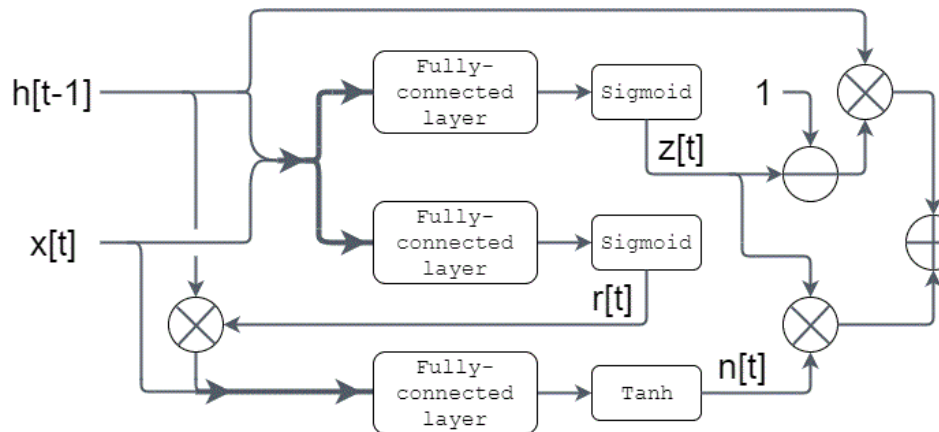 Fully-
connected
layer
Sigmoid
1
h[t-1]
z[t]
Fully-
connected
layer
Sigmoid
x[t]
r[t]
Fully-
connected
layer
Tanh
n[t]